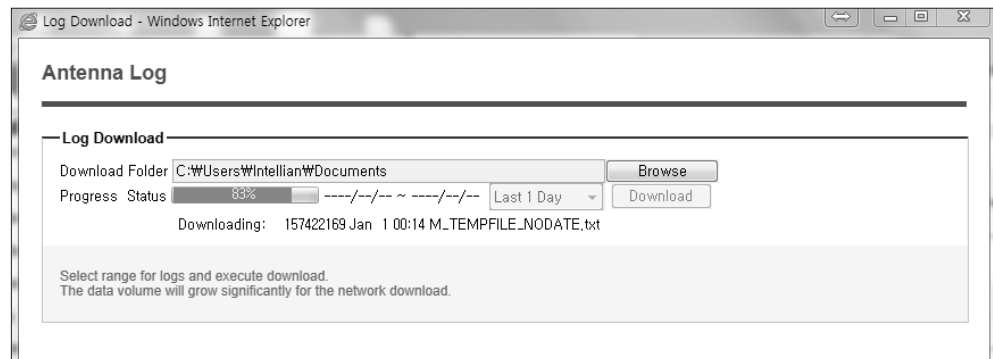 Log Download - Windows Internet Explorer
Antenna Log
Log Download
Download Folder C:₩Users₩Intellian₩Documents Browse
Progress Status 83% ----/--/-- ~ ----/--/-- Last 1 Day Download
Downloading: 157422169 Jan 1 00:14 M_TEMPFILE_NODATE,txt
Select range for logs and execute download.
The data volume will grow significantly for the network download.